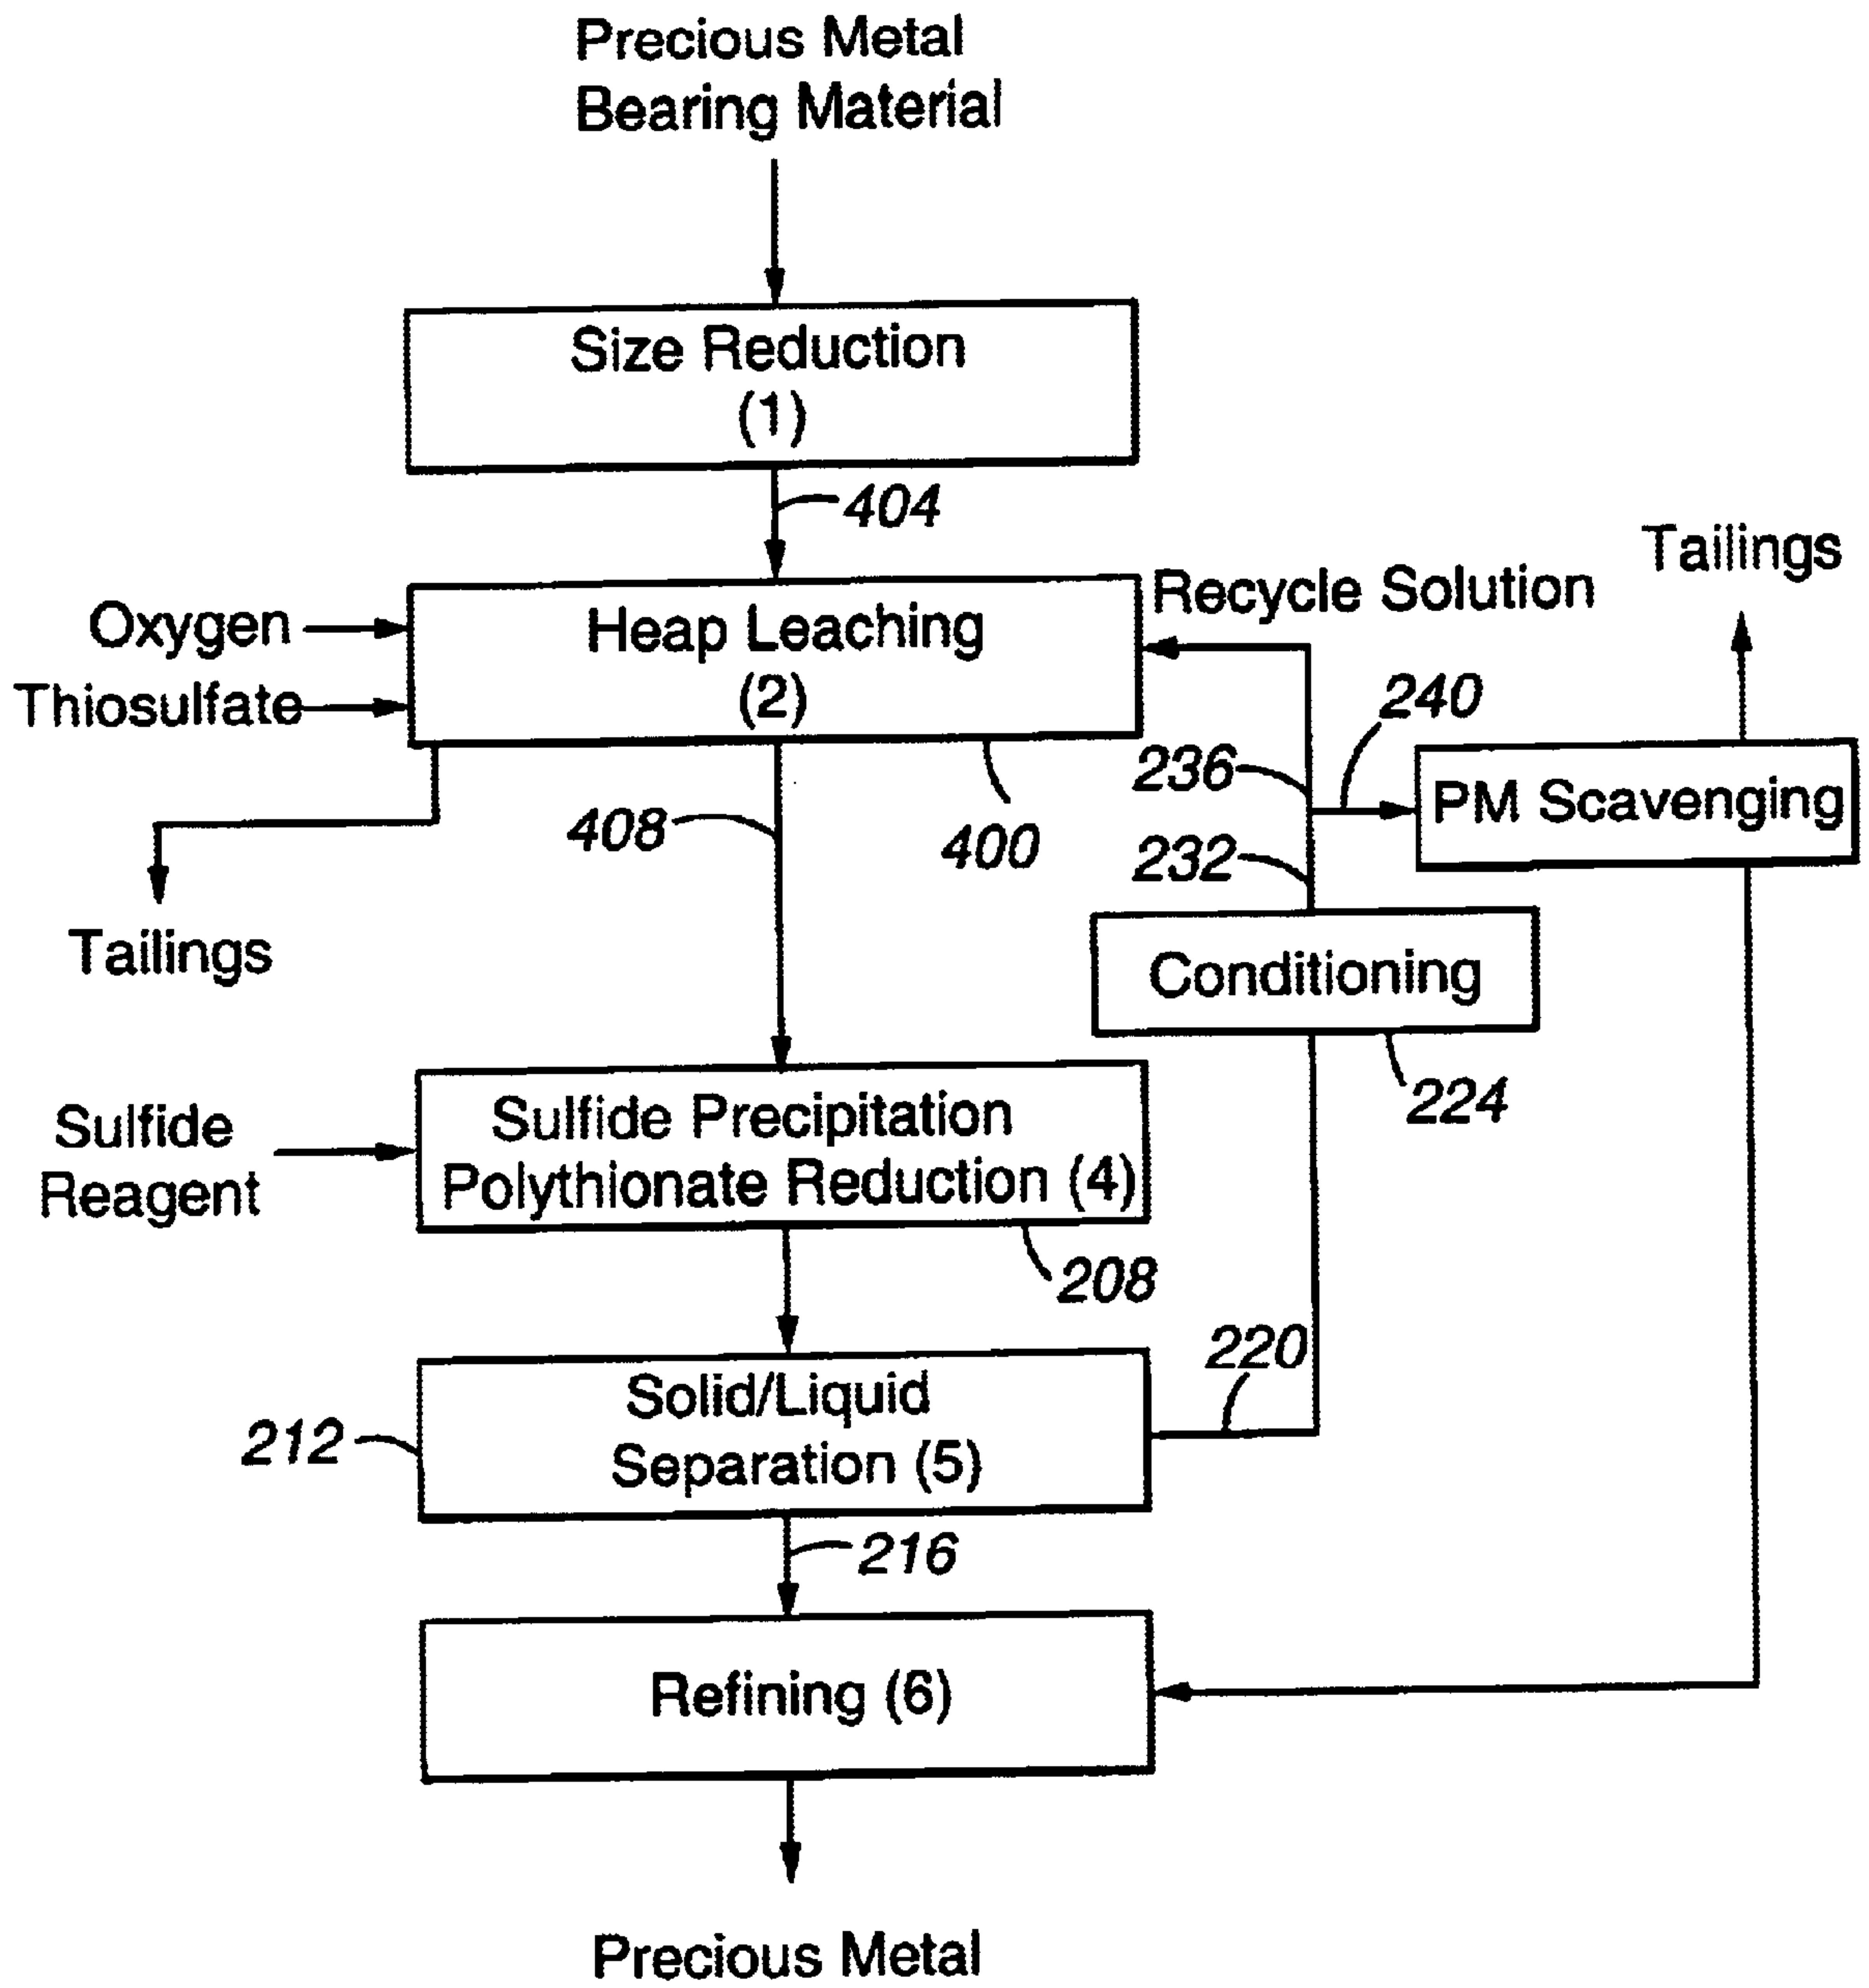 Precious Metal
Bearing Material
Size Reduction
(1)
404
Tailings
Recycle Solution
Oxygen
Heap Leaching
Thiosulfate
(2)
240
236
PM Scavenging
408
400
232
Tailings
Conditioning
224
Sulfide
Reagent
Sulfide Precipitation
Polythionate Reduction (4)
208
220
Solid/Liquid
Separation (5)
212
216
Refining (6)
Precious Metal